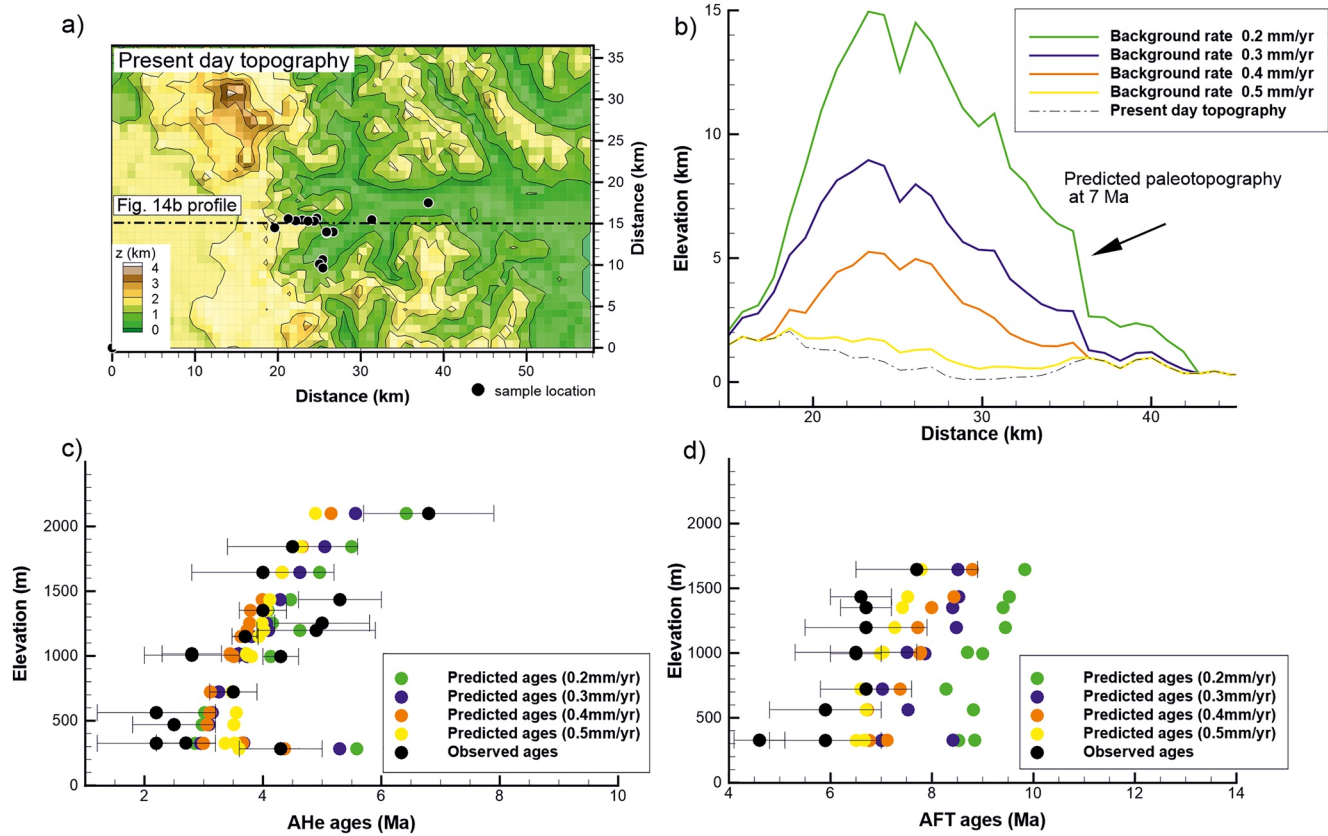 a)
Present day topography
Fig. 14b profile
z (km)
4
3
2
1
0
35
30
25
20
15
10
5
0
Distance (km)
0
10
20
30
40
50
Distance (km)
sample location
b)
Background rate 0.2 mm/yr
Background rate 0.3 mm/yr
Background rate 0.4 mm/yr
Background rate 0.5 mm/yr
Present day topography
Predicted paleotopography
at 7 Ma
15
10
5
0
Elevation (km)
20
30
40
Distance (km)
c)
2000
1500
1000
500
0
Elevation (m)
Predicted ages (0.2mm/yr)
Predicted ages (0.3mm/yr)
Predicted ages (0.4mm/yr)
Predicted ages (0.5mm/yr)
Observed ages
2
4
6
8
10
AHe ages (Ma)
d)
2000
1500
1000
500
0
Elevation (m)
Predicted ages (0.2mm/yr)
Predicted ages (0.3mm/yr)
Predicted ages (0.4mm/yr)
Predicted ages (0.5mm/yr)
Observed ages
4
6
8
10
12
14
AFT ages (Ma)